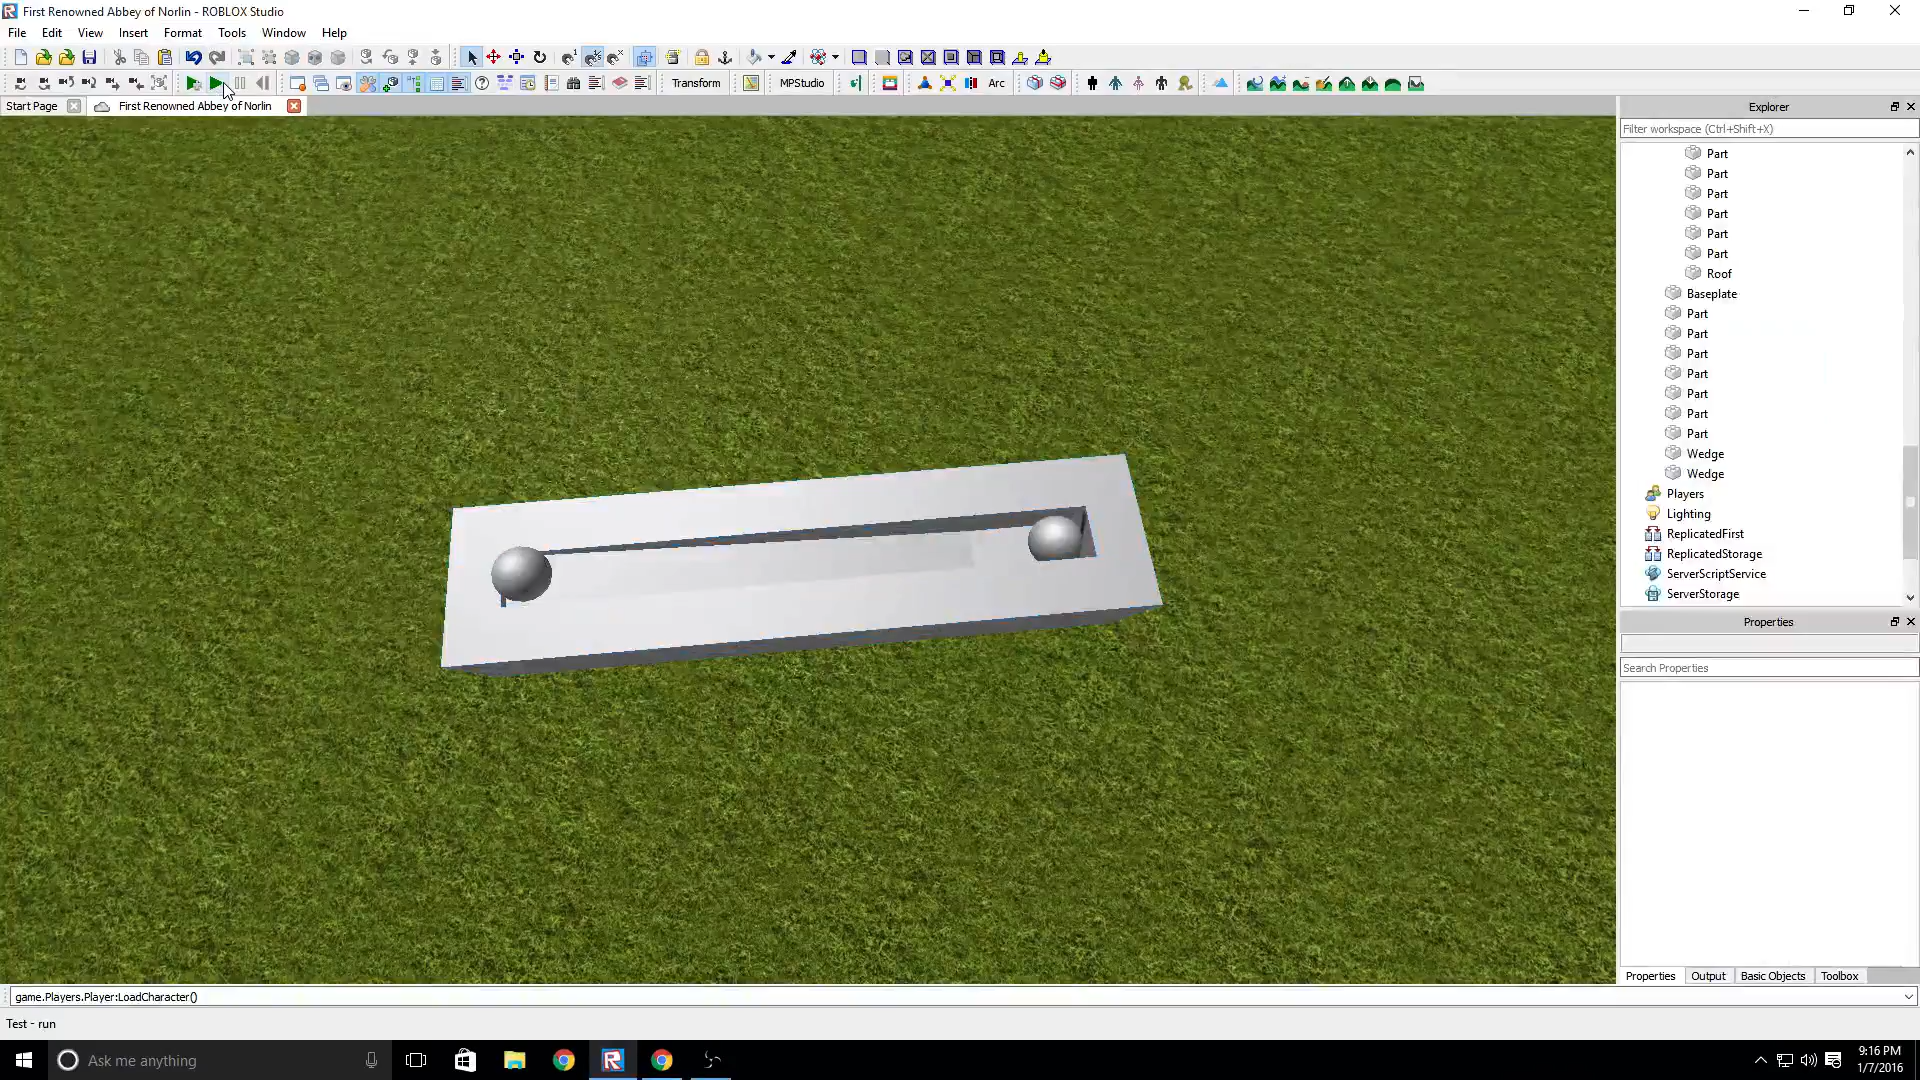 First Renowned Abbey of Norlin - ROBLOX Studio
File Edit View Insert Format Tools Window Help
Transform MPStudio Arc
Start Page First Renowned Abbey of Norlin
Explorer
Filter workspace (Ctrl+Shift+X)
Part
Part
Part
Part
Part
Part
Roof
Baseplate
Part
Part
Part
Part
Part
Part
Part
Wedge
Wedge
Players
Lighting
ReplicatedFirst
ReplicatedStorage
ServerScriptService
ServerStorage
Properties
Search Properties
Properties Output Basic Objects Toolbox
game.Players.Player:LoadCharacter()
Test - run
Ask me anything
9:16 PM
1/7/2016